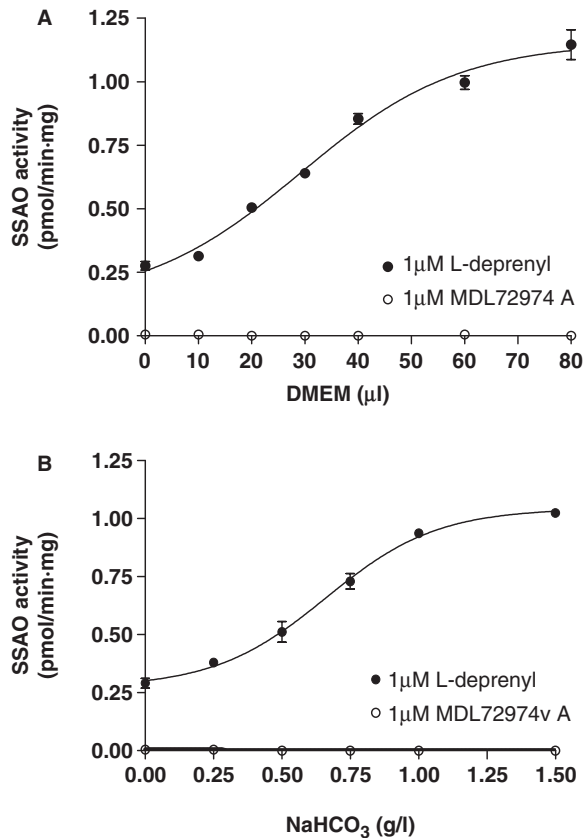 A
1.25
1.00
0.75
0.50
0.25
0.00
SSAO activity
(pmol/min·mg)
● 1μM L-deprenyl
○ 1μM MDL72974 A
0 10 20 30 40 50 60 70 80
DMEM (μl)
B
1.25
1.00
0.75
0.50
0.25
0.00
SSAO activity
(pmol/min·mg)
● 1μM L-deprenyl
○ 1μM MDL72974v A
0.00 0.25 0.50 0.75 1.00 1.25 1.50
NaHCO₃ (g/l)